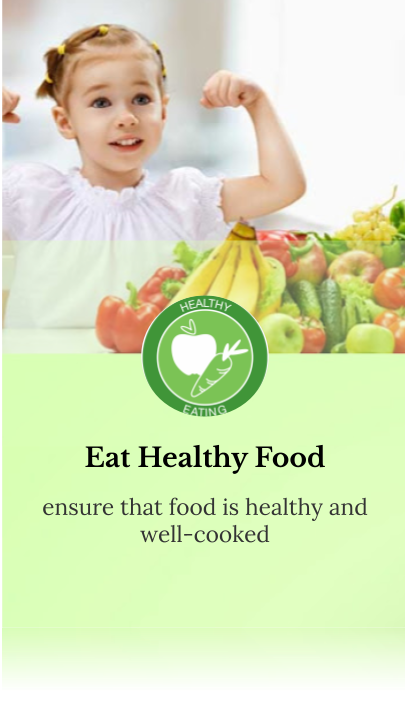 HEALTHY
EATING
Eat Healthy Food
ensure that food is healthy and
well-cooked